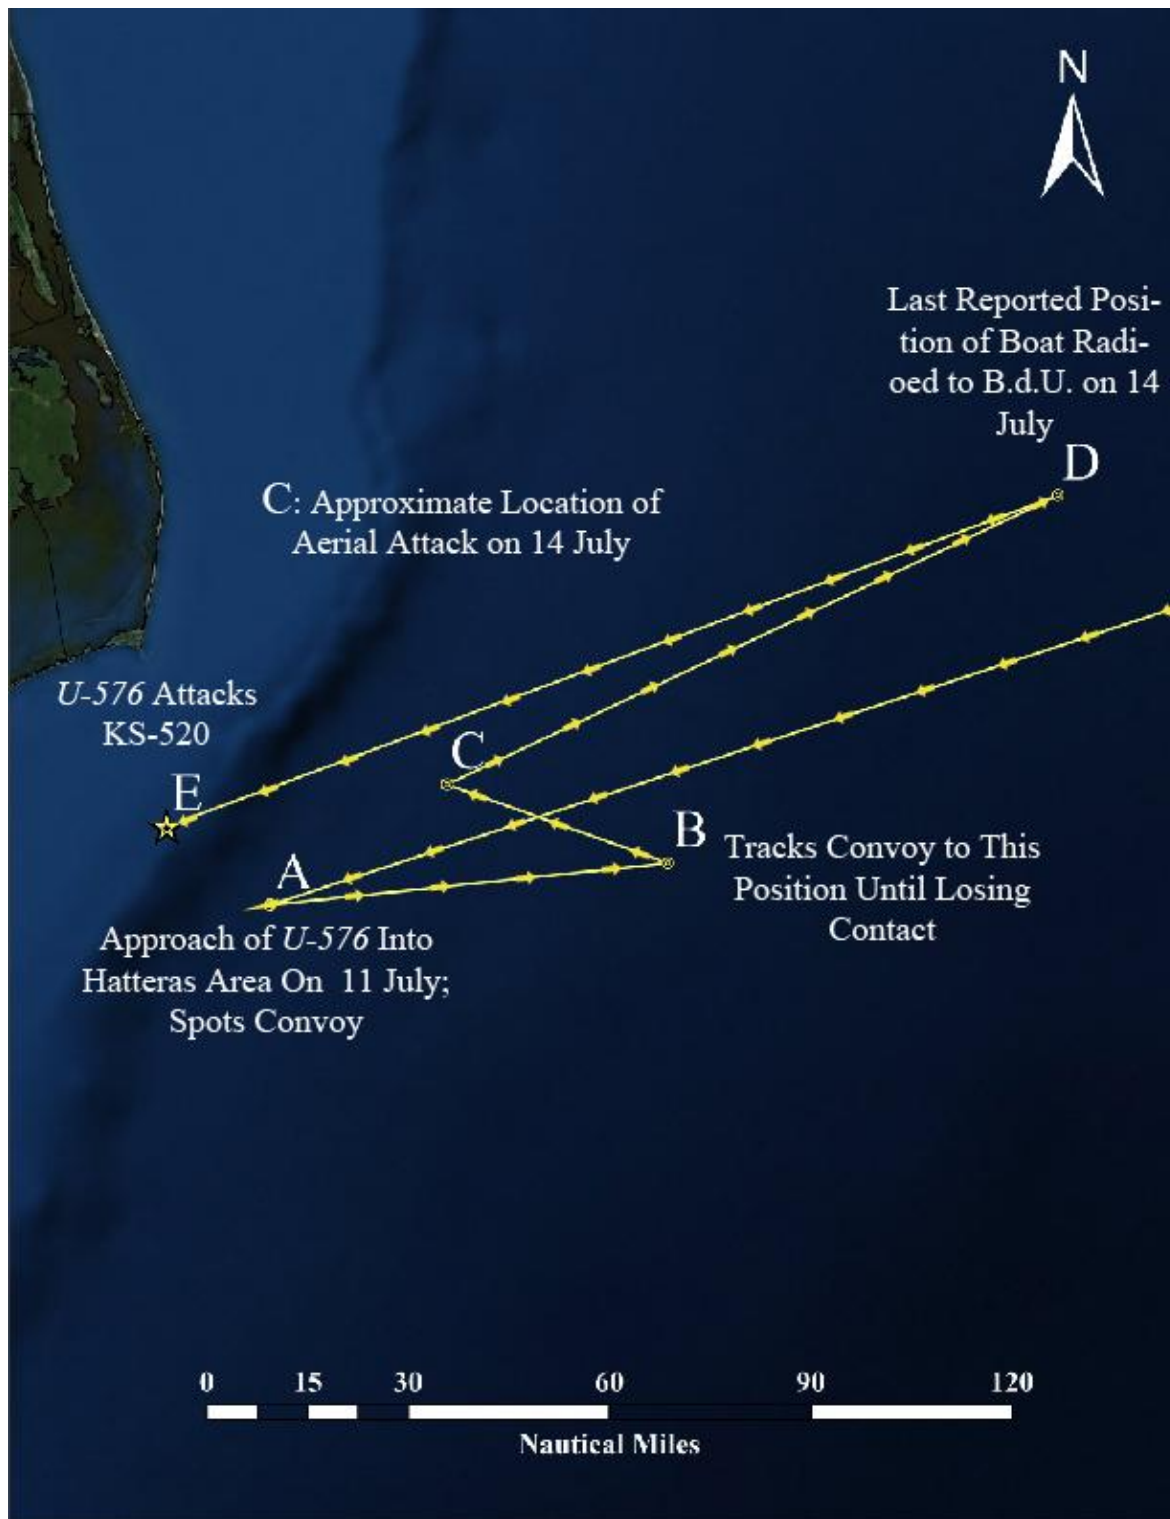 N
Last Reported Posi-
tion of Boat Radi-
oed to B.d.U. on 14
July
D
C: Approximate Location of
Aerial Attack on 14 July
U-576 Attacks
KS-520
E
C
B
Tracks Convoy to This
Position Until Losing
Contact
A
Approach of U-576 Into
Hatteras Area On 11 July;
Spots Convoy
0 15 30 60 90 120
Nautical Miles